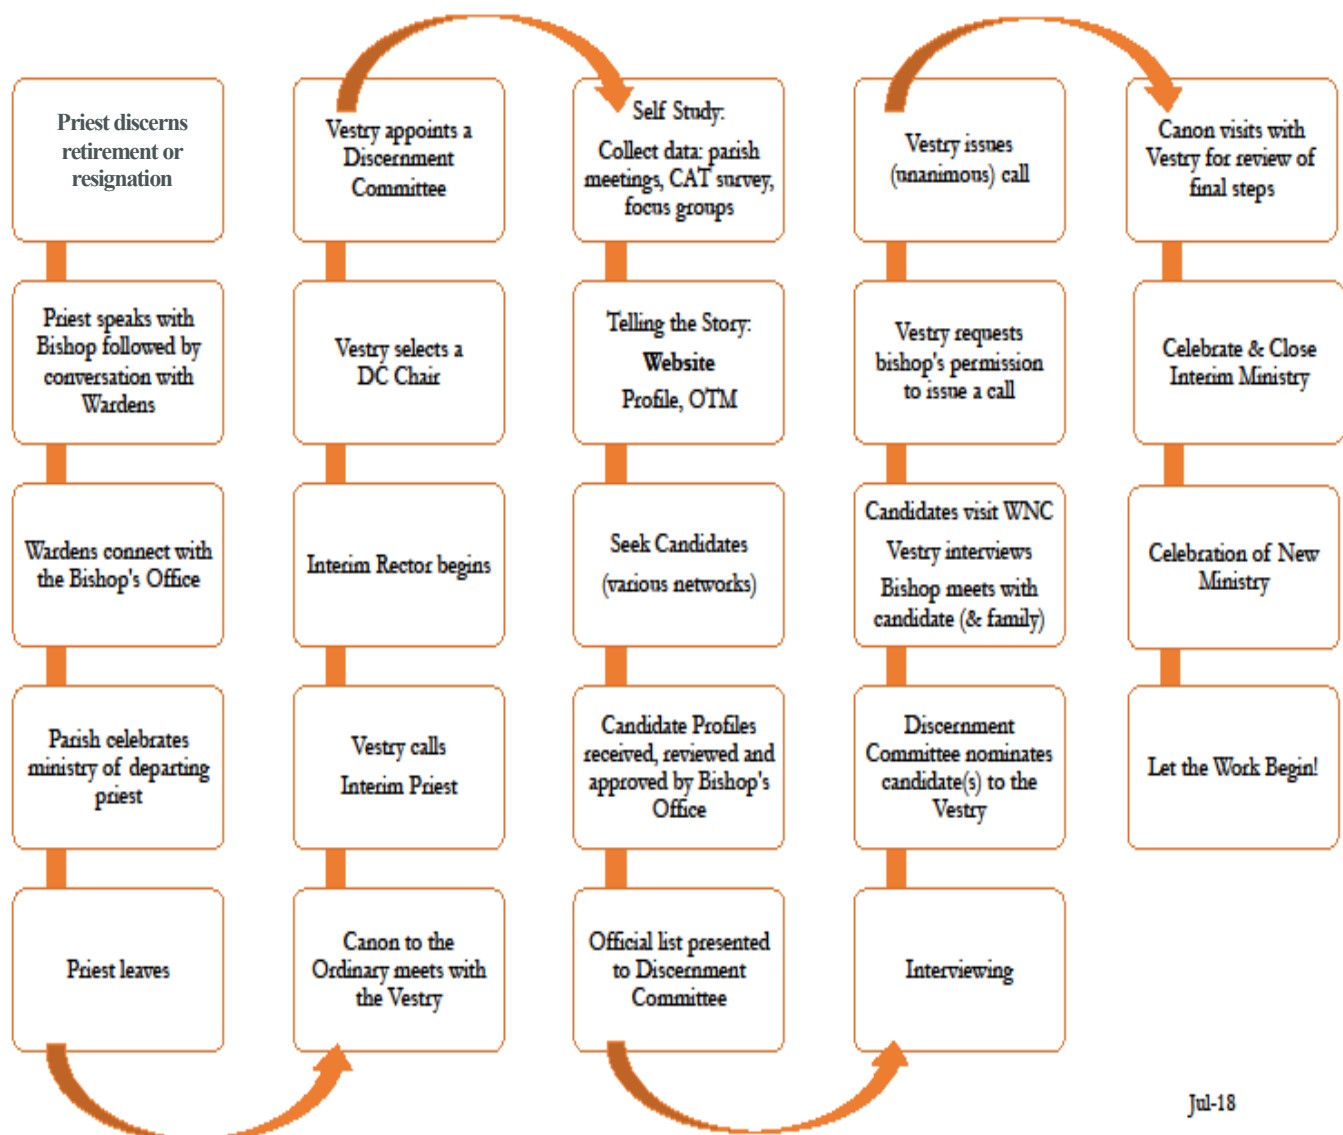 Priest discerns
retirement or
resignation
Priest speaks with
Bishop followed by
conversation with
Wardens
Wardens connect with
the Bishop's Office
Parish celebrates
ministry of departing
priest
Priest leaves
Canon to the
Ordinary meets with
the Vestry
Vestry calls
Interim Priest
Interim Rector begins
Vestry selects a
DC Chair
Vestry appoints a
Discernment
Committee
Self Study:
Collect data: parish
meetings, CAT survey,
focus groups
Telling the Story:
Website
Profile, OTM
Seek Candidates
(various networks)
Candidate Profiles
received, reviewed and
approved by Bishop's
Office
Official list presented
to Discernment
Committee
Interviewing
Discernment
Committee nominates
candidate(s) to the
Vestry
Candidates visit WNC
Vestry interviews
Bishop meets with
candidate (& family)
Vestry requests
bishop's permission
to issue a call
Vestry issues
(unanimous) call
Canon visits with
Vestry for review of
final steps
Celebrate & Close
Interim Ministry
Celebration of New
Ministry
Let the Work Begin!
Jul-18